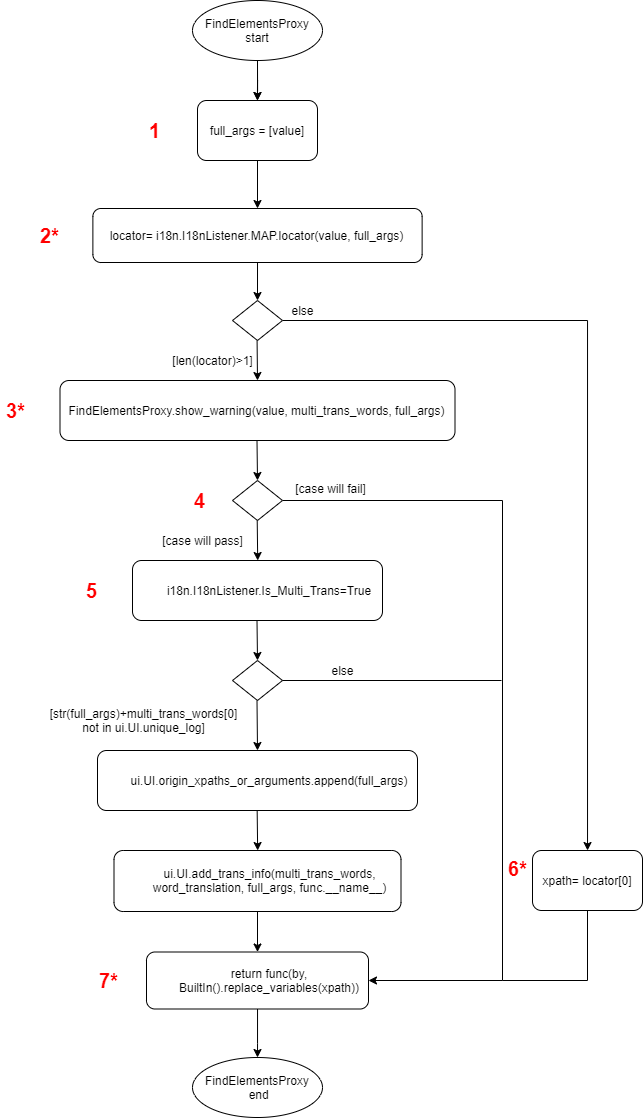 FindElementsProxy
start
1
full_args = [value]
2*
locator= i18n.I18nListener.MAP.locator(value, full_args)
else
[len(locator)>1]
3*
FindElementsProxy.show_warning(value, multi_trans_words, full_args)
4
[case will fail]
[case will pass]
5
i18n.I18nListener.Is_Multi_Trans=True
else
[str(full_args)+multi_trans_words[0]
not in ui.UI.unique_log]
ui.UI.origin_xpaths_or_arguments.append(full_args)
ui.UI.add_trans_info(multi_trans_words,
word_translation, full_args, func.__name__)
6*
xpath= locator[0]
7*
return func(by,
BuiltIn().replace_variables(xpath))
FindElementsProxy
end